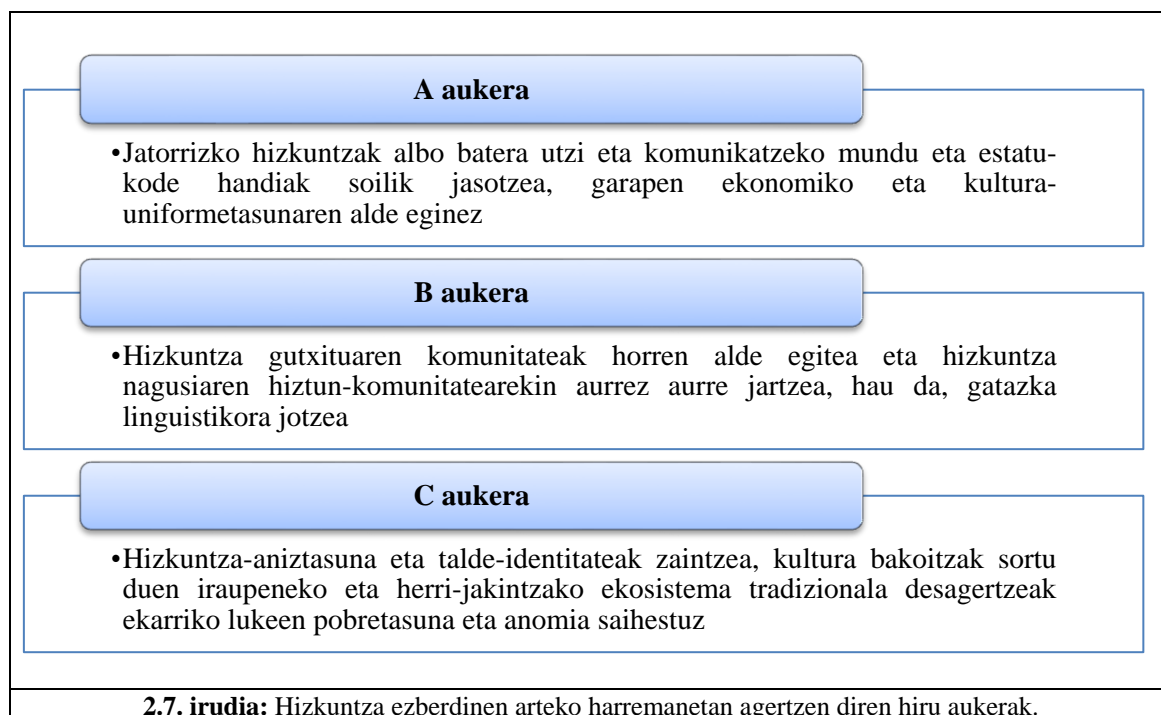 A aukera
•Jatorrizko hizkuntzak albo batera utzi eta komunikatzeko mundu eta estatu-
kode handiak soilik jasotzea, garapen ekonomiko eta kultura-
uniformetasunaren alde eginez
B aukera
•Hizkuntza gutxituaren komunitateak horren alde egitea eta hizkuntza
nagusiaren hiztun-komunitatearekin aurrez aurre jartzea, hau da, gatazka
linguistikora jotzea
C aukera
•Hizkuntza-aniztasuna eta talde-identitateak zaintzea, kultura bakoitzak sortu
duen iraupeneko eta herri-jakintzako ekosistema tradizionala desagertzeak
ekarriko lukeen pobretasuna eta anomia saihestuz
2.7. irudia: Hizkuntza ezberdinen arteko harremanetan agertzen diren hiru aukerak.